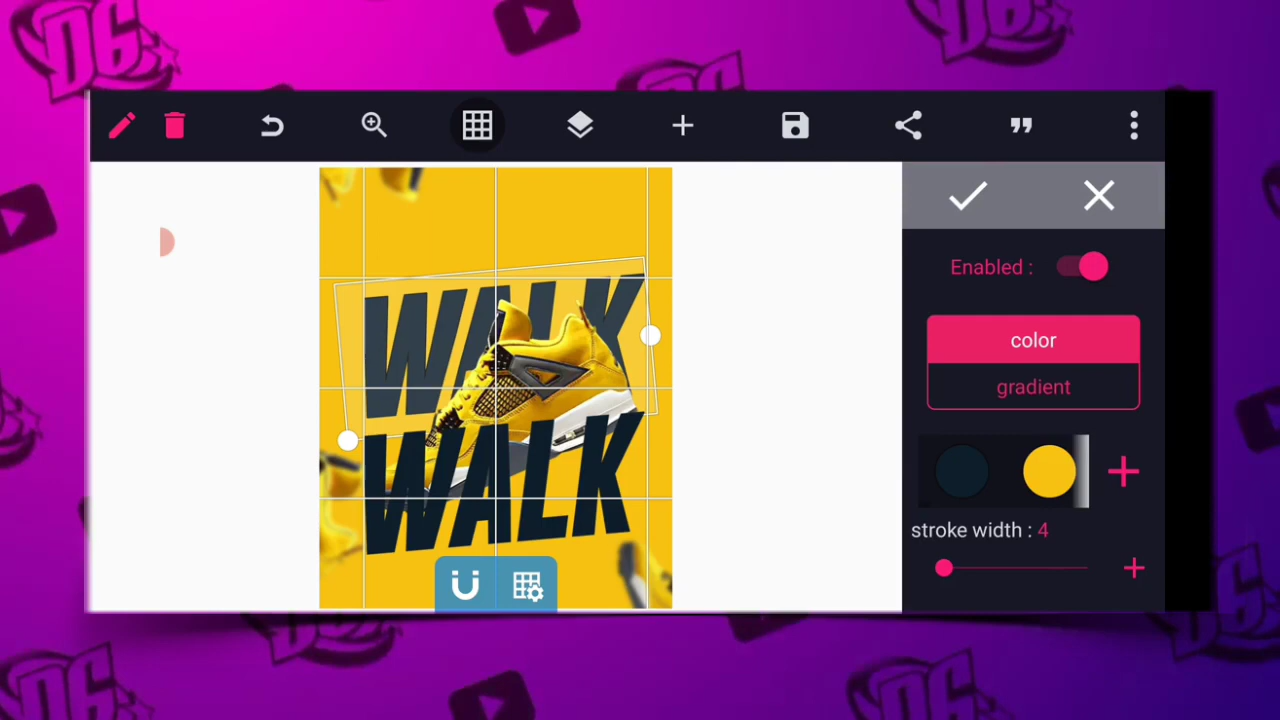 Enabled :
color
gradient
stroke width : 4
WALK
WALK